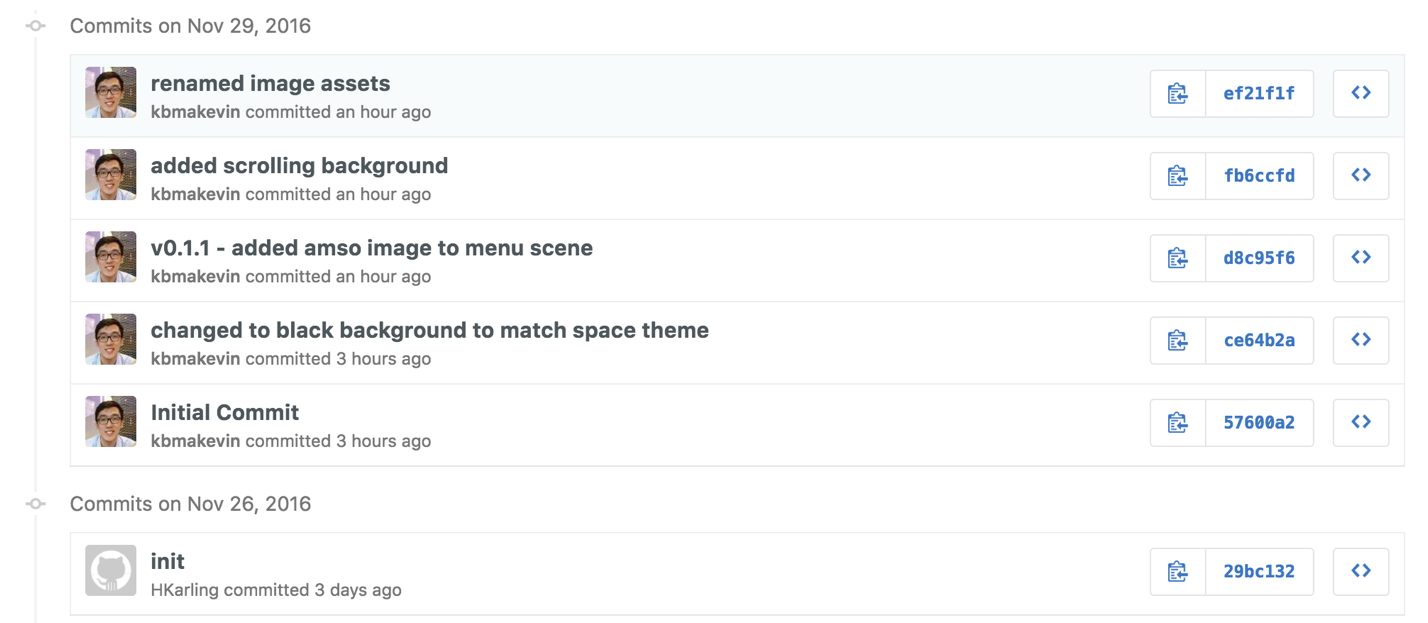 Commits on Nov 29, 2016
renamed image assets
ef21f1f
kbmakevin committed an hour ago
added scrolling background
fb6ccfd
kbmakevin committed an hour ago
v0.1.1 - added amso image to menu scene
d8c95f6
kbmakevin committed an hour ago
changed to black background to match space theme
ce64b2a
kbmakevin committed 3 hours ago
Initial Commit
57600a2
kbmakevin committed 3 hours ago
Commits on Nov 26, 2016
init
29bc132
HKarling committed 3 days ago